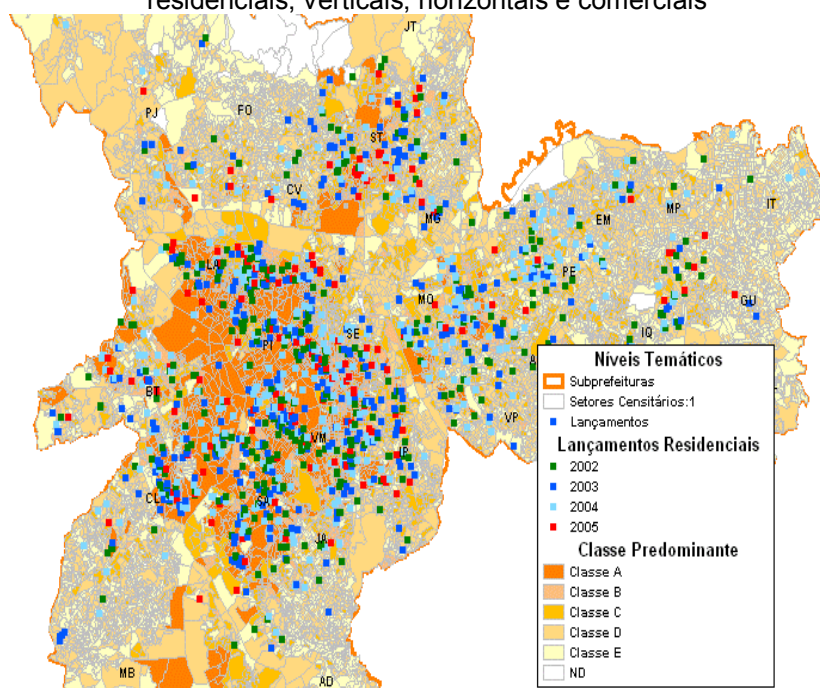 residenciais, verticais, horizontais e comerciais
JT
PJ
FO
ST
CV
MG
EM
MP
IT
LA
PE
MO
GU
SE
PI
IQ
BT
VP
VM
IP
CL
SA
JA
MB
AD
Níveis Temáticos
Subprefeituras
Setores Censitários:1
Lançamentos
Lançamentos Residenciais
2002
2003
2004
2005
Classe Predominante
Classe A
Classe B
Classe C
Classe D
Classe E
ND